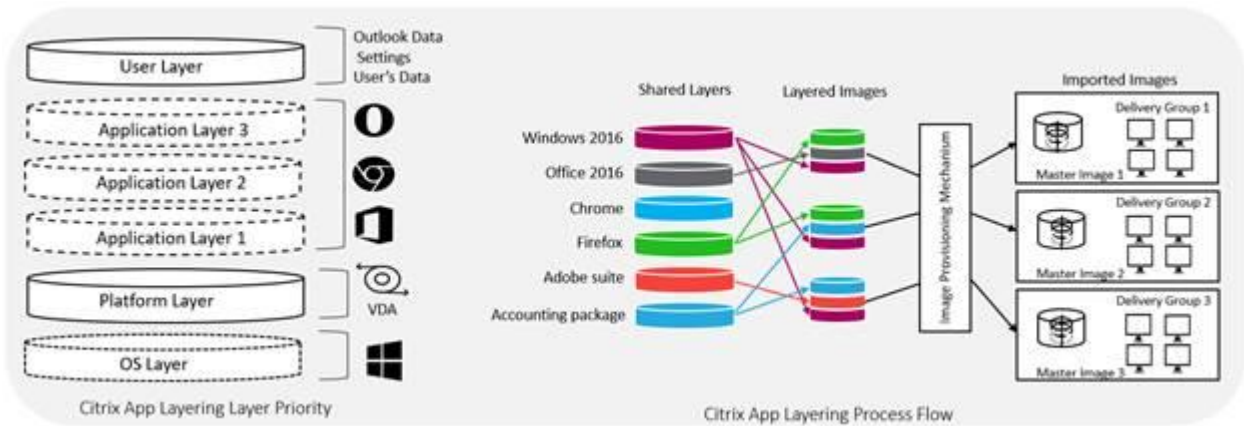 User Layer
Outlook Data
Settings
User's Data
Application Layer 3
Application Layer 2
Application Layer 1
Platform Layer
VDA
OS Layer
Citrix App Layering Layer Priority
Shared Layers
Layered Images
Imported Images
Windows 2016
Office 2016
Chrome
Firefox
Adobe suite
Accounting package
Image Provisioning Mechanism
Delivery Group 1
Master Image 1
Delivery Group 2
Master Image 2
Delivery Group 3
Master Image 3
Citrix App Layering Process Flow